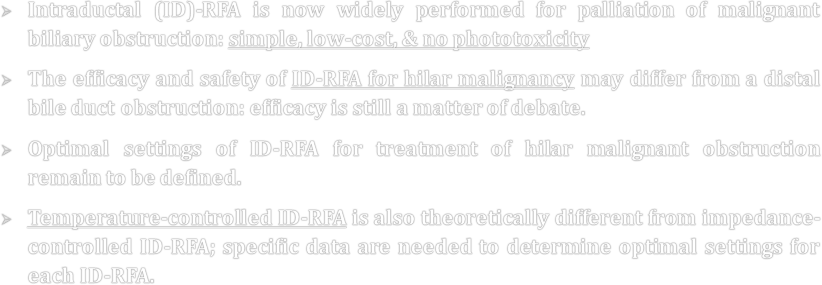 ➤ Intraductal (ID)-RFA is now widely performed for palliation of malignant
biliary obstruction: simple, low-cost, & no phototoxicity
➤ The efficacy and safety of ID-RFA for hilar malignancy may differ from a distal
bile duct obstruction: efficacy is still a matter of debate.
➤ Optimal settings of ID-RFA for treatment of hilar malignant obstruction
remain to be defined.
➤ Temperature-controlled ID-RFA is also theoretically different from impedance-
controlled ID-RFA; specific data are needed to determine optimal settings for
each ID-RFA.